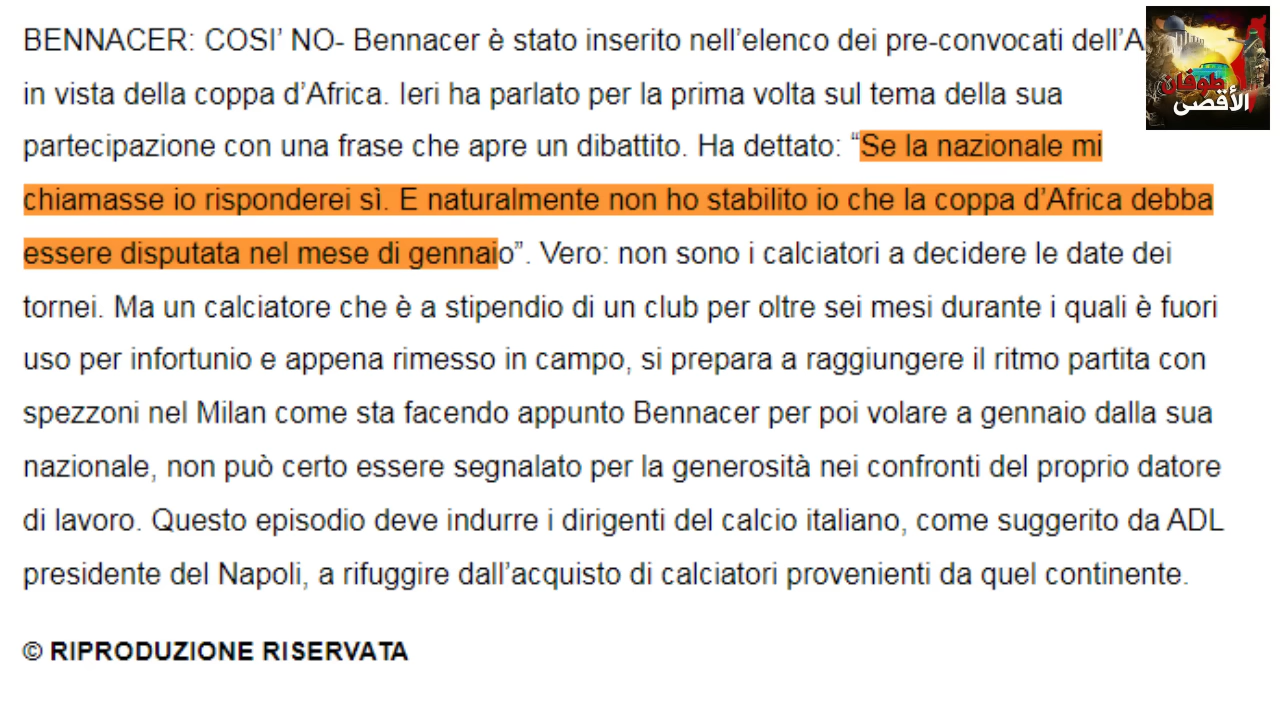 BENNACER: COSI’ NO- Bennacer è stato inserito nell’elenco dei pre-convocati dell’A
in vista della coppa d’Africa. Ieri ha parlato per la prima volta sul tema della sua
partecipazione con una frase che apre un dibattito. Ha dettato: “Se la nazionale mi
chiamasse io risponderei sì. E naturalmente non ho stabilito io che la coppa d’Africa debba
essere disputata nel mese di gennaio”. Vero: non sono i calciatori a decidere le date dei
tornei. Ma un calciatore che è a stipendio di un club per oltre sei mesi durante i quali è fuori
uso per infortunio e appena rimesso in campo, si prepara a raggiungere il ritmo partita con
spezzoni nel Milan come sta facendo appunto Bennacer per poi volare a gennaio dalla sua
nazionale, non può certo essere segnalato per la generosità nei confronti del proprio datore
di lavoro. Questo episodio deve indurre i dirigenti del calcio italiano, come suggerito da ADL
presidente del Napoli, a rifuggire dall’acquisto di calciatori provenienti da quel continente.
© RIPRODUZIONE RISERVATA
طوفان
الأقصى